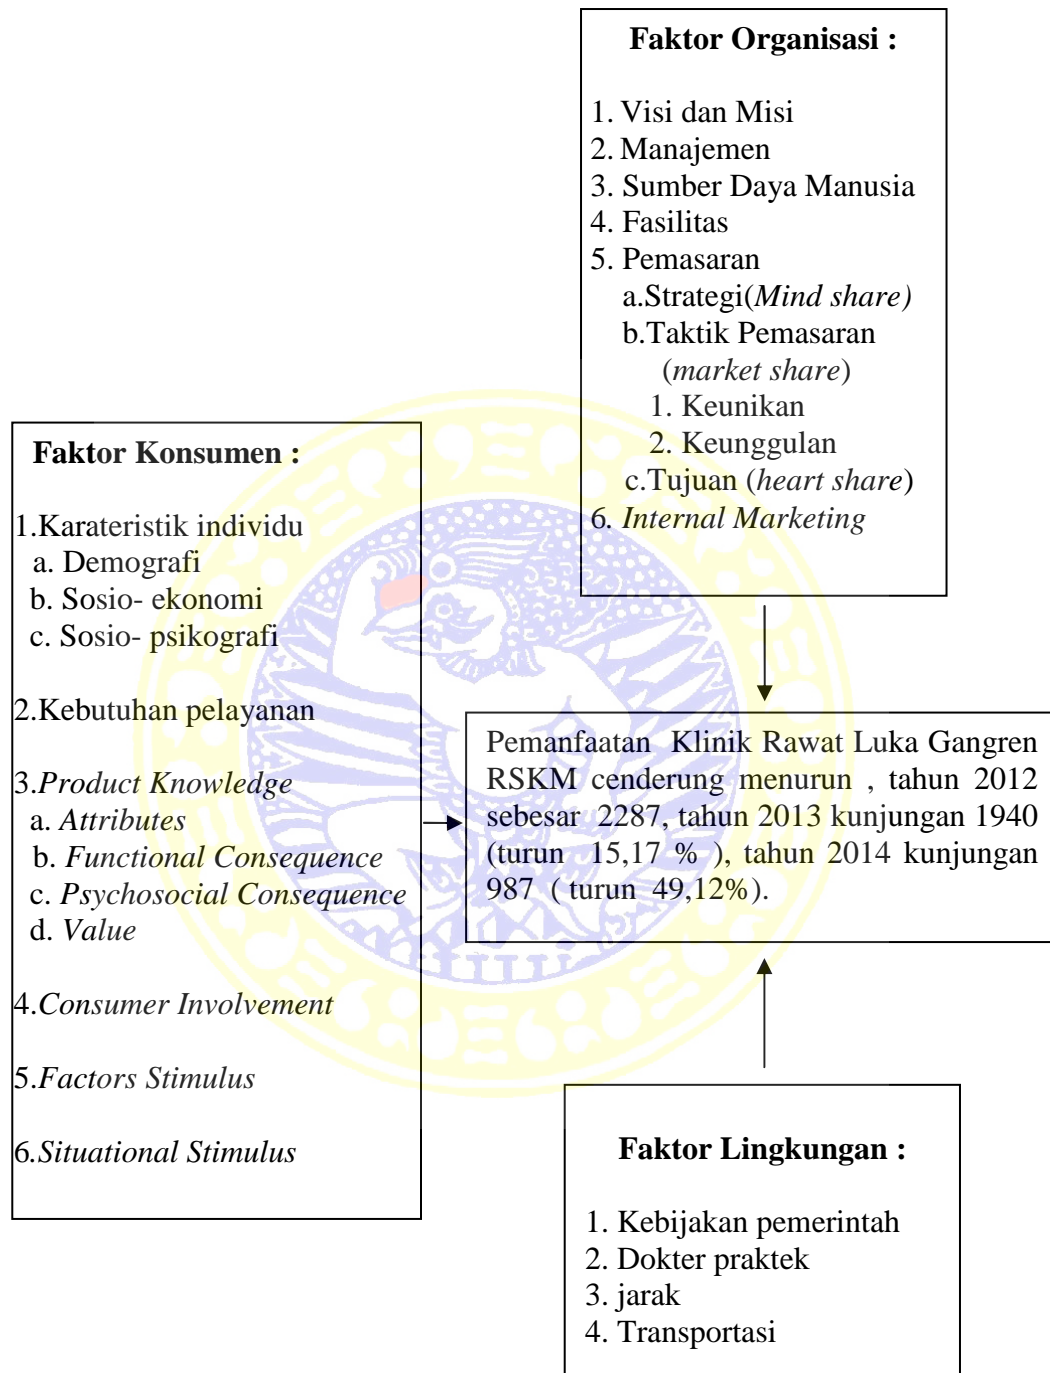 Faktor Organisasi :
1. Visi dan Misi
2. Manajemen
3. Sumber Daya Manusia
4. Fasilitas
5. Pemasaran
a.Strategi(Mind share)
b.Taktik Pemasaran
(market share)
1. Keunikan
2. Keunggulan
c.Tujuan (heart share)
6. Internal Marketing
Faktor Konsumen :
1.Karateristik individu
a. Demografi
b. Sosio- ekonomi
c. Sosio- psikografi
2.Kebutuhan pelayanan
3.Product Knowledge
a. Attributes
b. Functional Consequence
c. Psychosocial Consequence
d. Value
4.Consumer Involvement
5.Factors Stimulus
6.Situational Stimulus
Pemanfaatan Klinik Rawat Luka Gangren
RSKM cenderung menurun , tahun 2012
sebesar 2287, tahun 2013 kunjungan 1940
(turun 15,17 % ), tahun 2014 kunjungan
987 ( turun 49,12%).
Faktor Lingkungan :
1. Kebijakan pemerintah
2. Dokter praktek
3. jarak
4. Transportasi